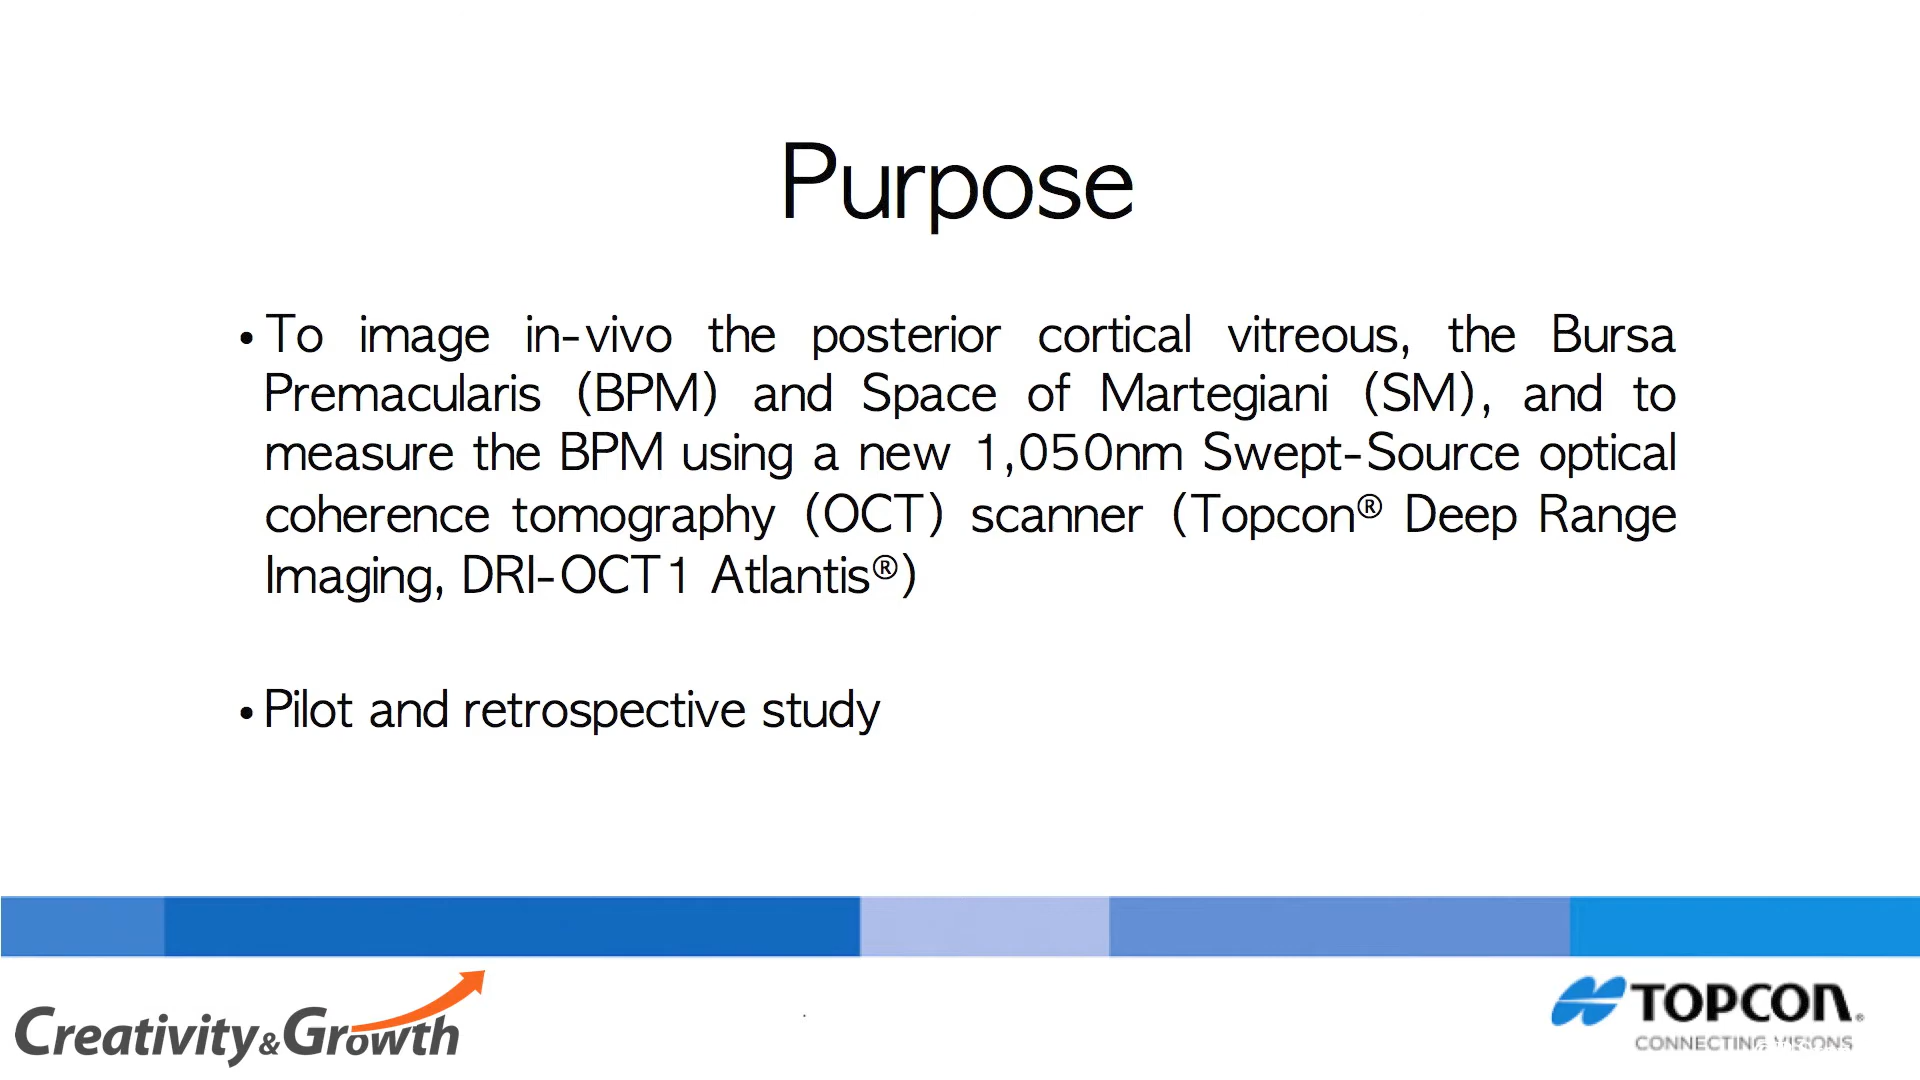 Purpose
• To image in-vivo the posterior cortical vitreous, the Bursa
Premacularis (BPM) and Space of Martegiani (SM), and to
measure the BPM using a new 1,050nm Swept-Source optical
coherence tomography (OCT) scanner (Topcon® Deep Range
Imaging, DRI-OCT1 Atlantis®)
• Pilot and retrospective study
Creativity&Growth
TOPCON®
CONNECTING VISIONS